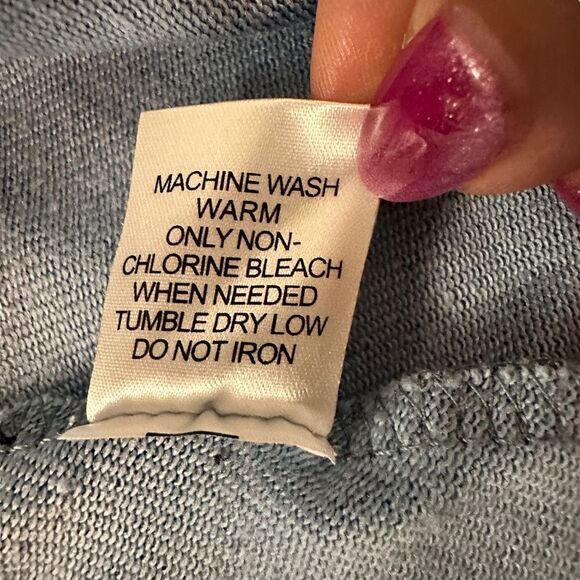 MACHINE WASH
WARM
ONLY NON-
CHLORINE BLEACH
WHEN NEEDED
TUMBLE DRY LOW
DO NOT IRON